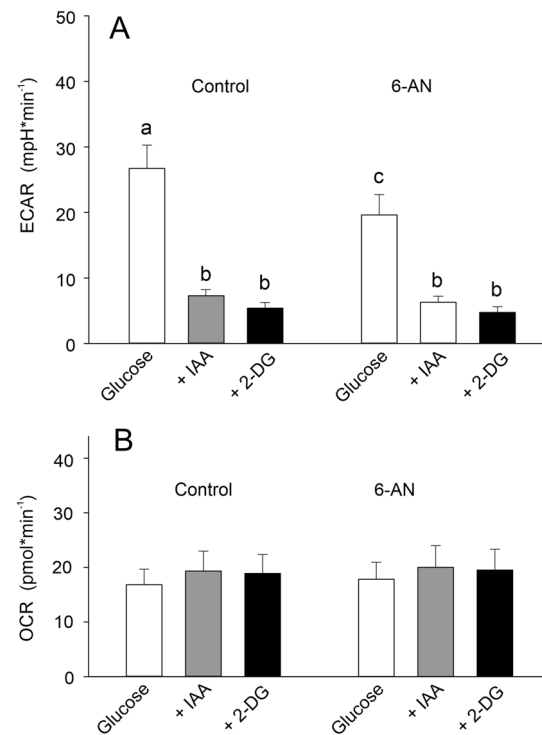 A
50
40
30
20
10
0
ECAR (mpH*min⁻¹)
Control
6-AN
a
b
b
c
b
b
Glucose
+ IAA
+ 2-DG
Glucose
+ IAA
+ 2-DG
B
40
30
20
10
0
OCR (pmol*min⁻¹)
Control
6-AN
Glucose
+ IAA
+ 2-DG
Glucose
+ IAA
+ 2-DG